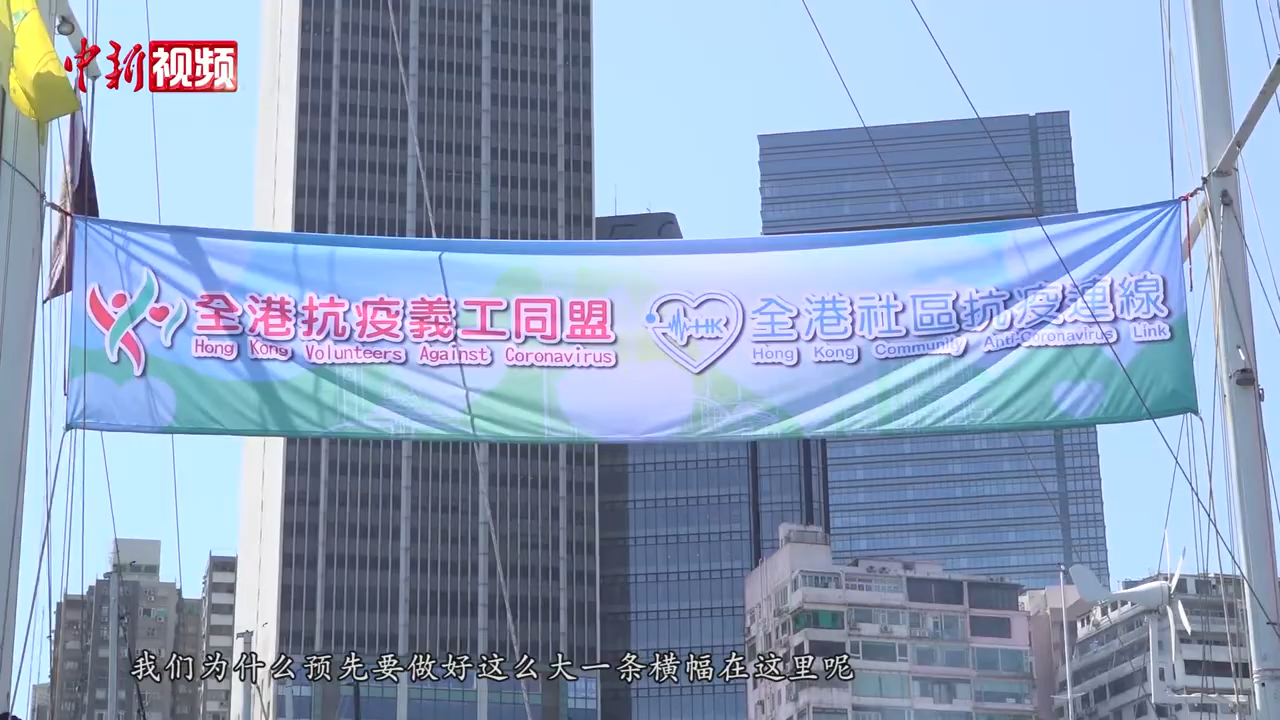 中新视频
全港抗疫義工同盟
Hong Kong Volunteers Against Coronavirus
HK
全港社區抗疫連線
Hong Kong Community Anti-Coronavirus Link
我们为什么预先要做好这么大一条横幅在这里呢